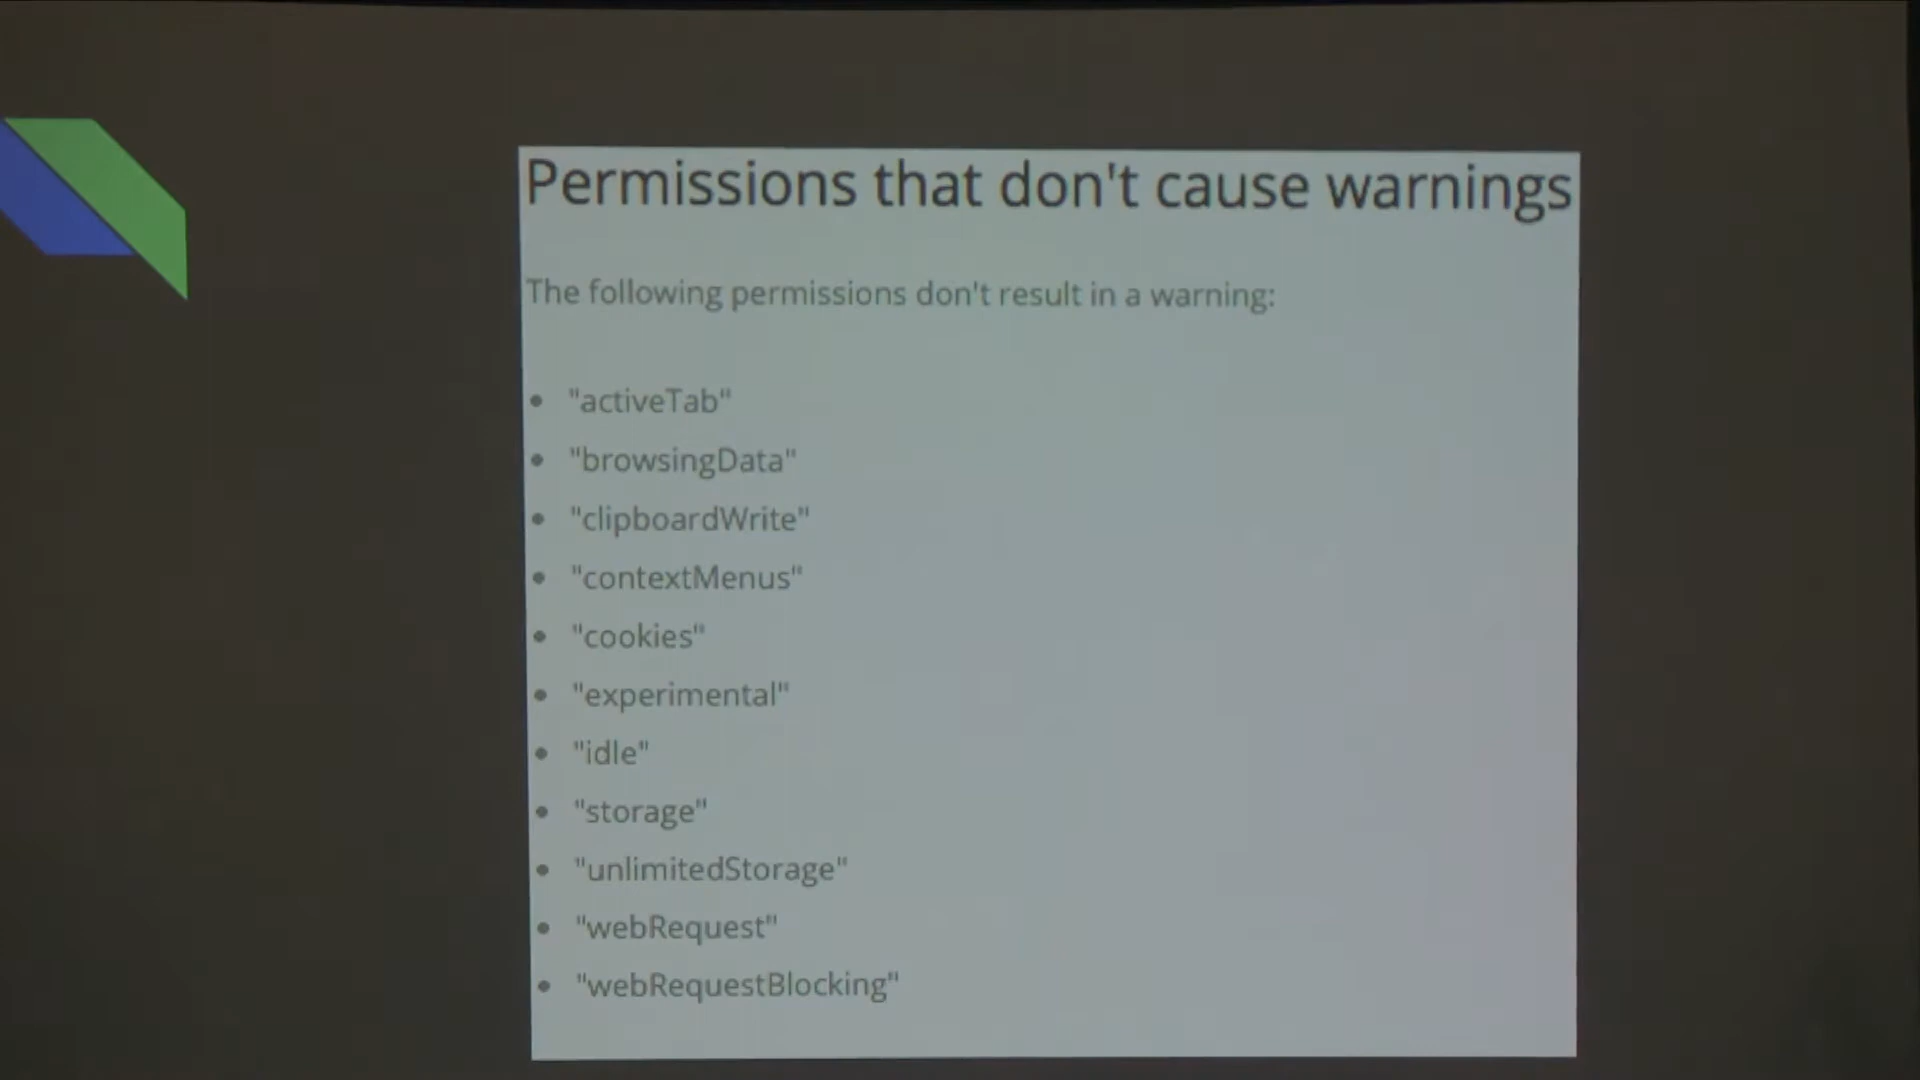 Permissions that don't cause warnings
The following permissions don't result in a warning:
• "activeTab"
• "browsingData"
• "clipboardWrite"
• "contextMenus"
• "cookies"
• "experimental"
• "idle"
• "storage"
• "unlimitedStorage"
• "webRequest"
• "webRequestBlocking"